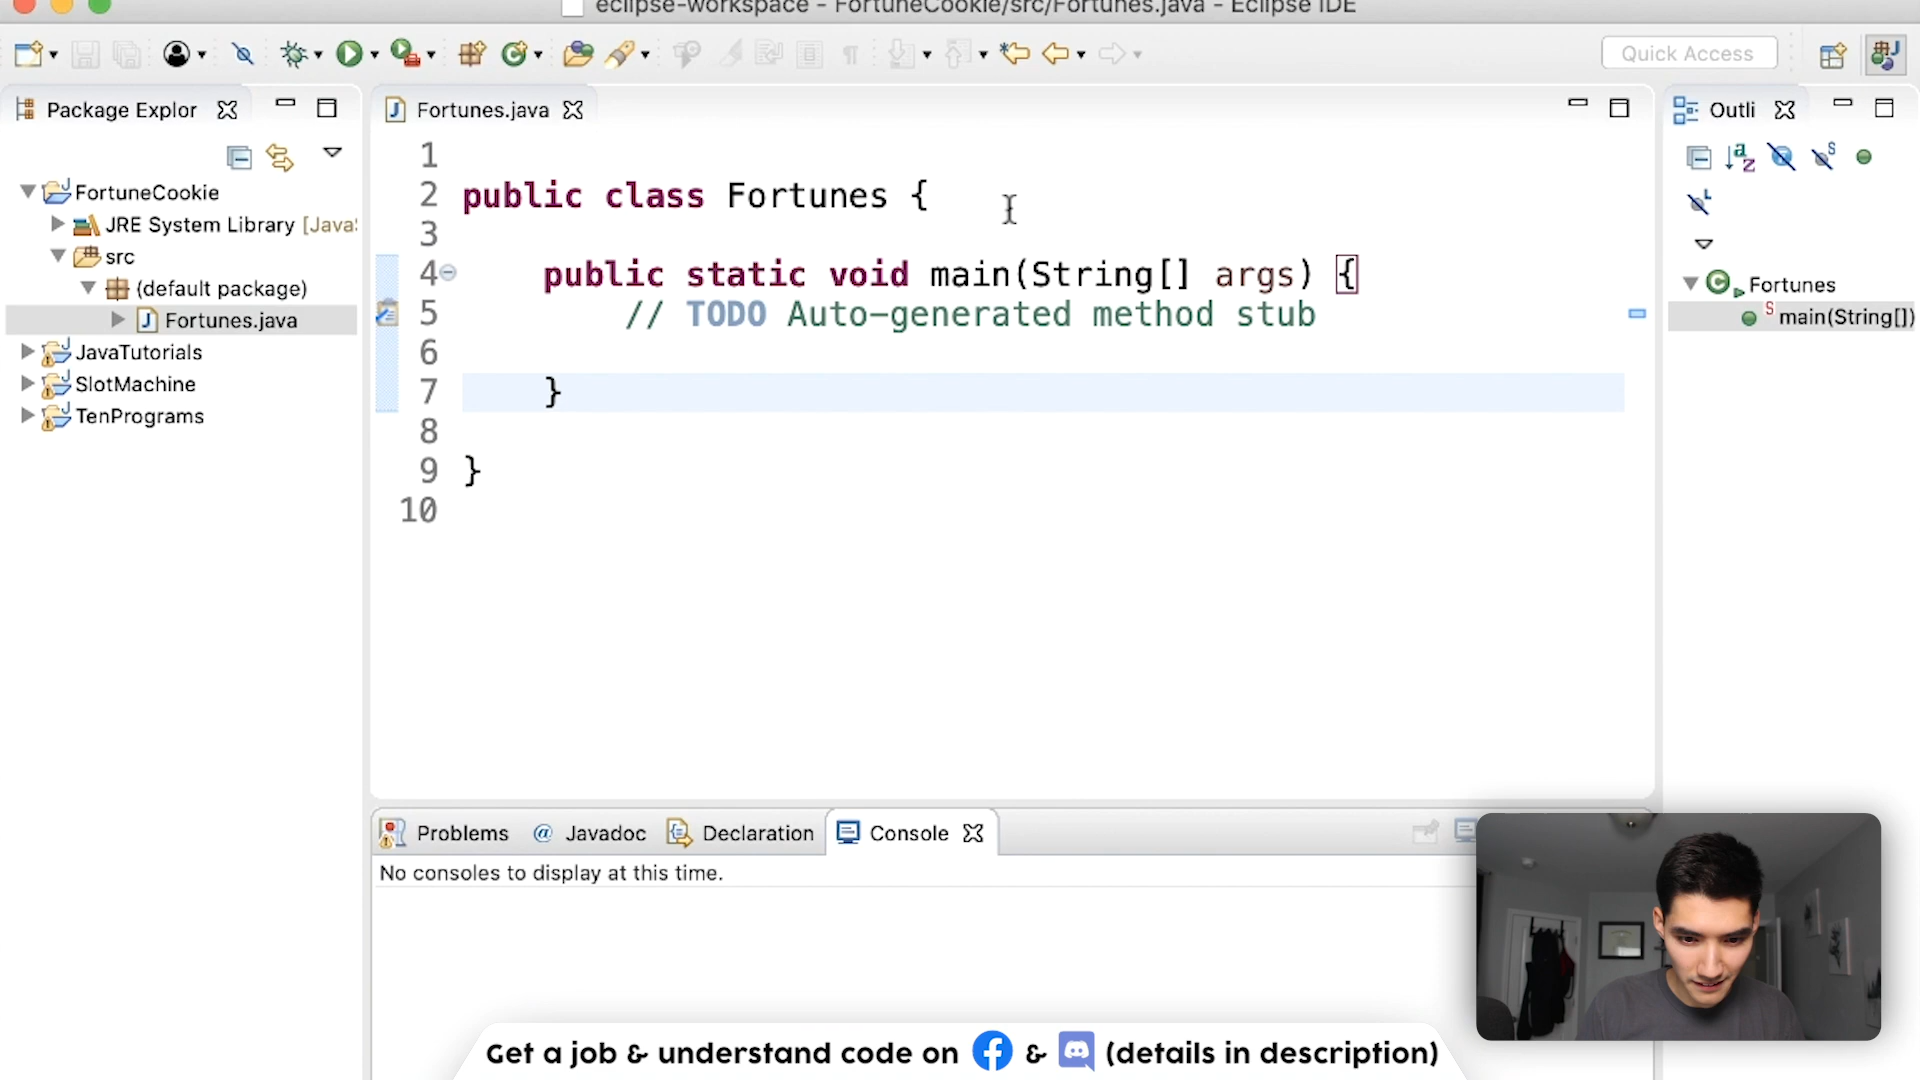 eclipse-workspace - FortuneCookie/src/Fortunes.java - Eclipse IDE
Quick Access
Package Explor
FortuneCookie
JRE System Library [Java
src
(default package)
Fortunes.java
JavaTutorials
SlotMachine
TenPrograms
Fortunes.java
1
2 public class Fortunes {
3
4 public static void main(String[] args) {
5 // TODO Auto-generated method stub
6
7 }
8
9 }
10
Outli
Fortunes
main(String[])
Problems @ Javadoc Declaration Console
No consoles to display at this time.
Get a job & understand code on & (details in description)